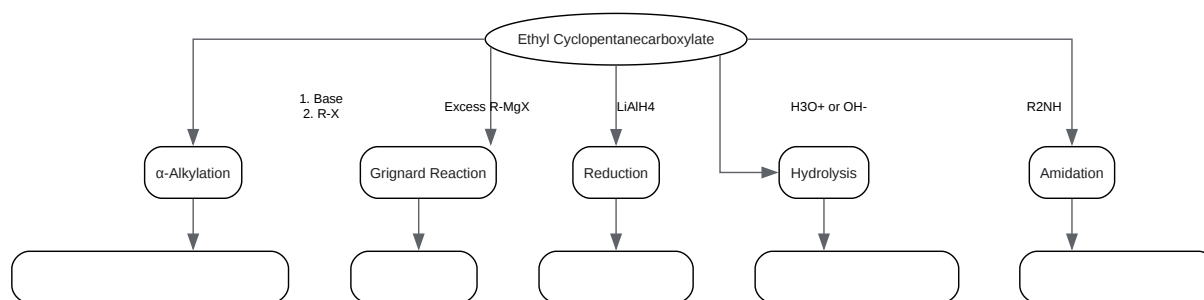 Ethyl Cyclopentanecarboxylate
1. Base
2. R-X
Excess R-MgX
LiAlH4
H3O+ or OH-
R2NH
α-Alkylation
Grignard Reaction
Reduction
Hydrolysis
Amidation